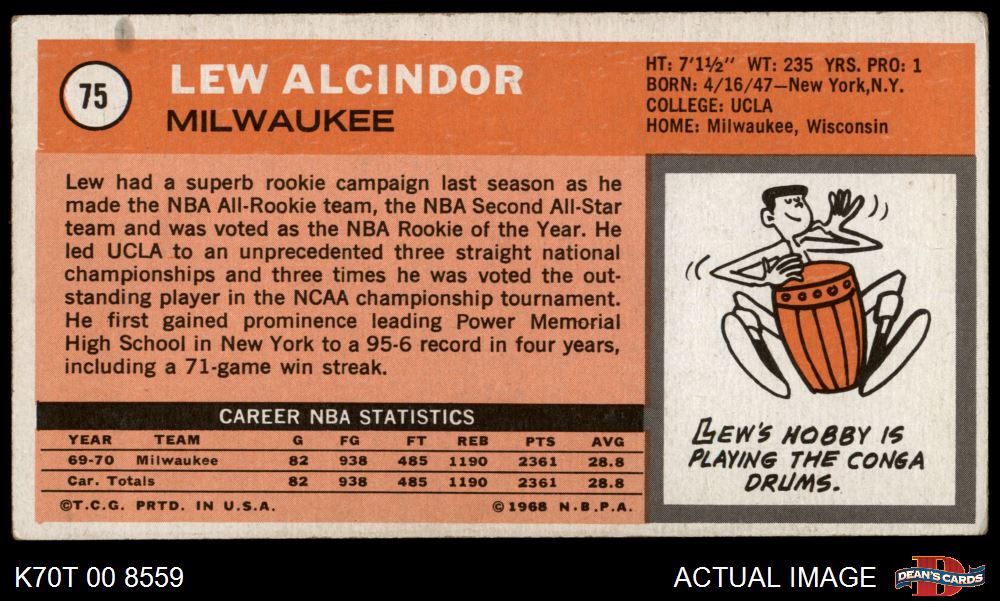 75
LEW ALCINDOR
MILWAUKEE
HT: 7'1½" WT: 235 YRS. PRO: 1
BORN: 4/16/47—New York,N.Y.
COLLEGE: UCLA
HOME: Milwaukee, Wisconsin
Lew had a superb rookie campaign last season as he
made the NBA All-Rookie team, the NBA Second All-Star
team and was voted as the NBA Rookie of the Year. He
led UCLA to an unprecedented three straight national
championships and three times he was voted the out-
standing player in the NCAA championship tournament.
He first gained prominence leading Power Memorial
High School in New York to a 95-6 record in four years,
including a 71-game win streak.
CAREER NBA STATISTICS
YEAR TEAM G FG FT REB PTS AVG
69-70 Milwaukee 82 938 485 1190 2361 28.8
Car. Totals 82 938 485 1190 2361 28.8
©T.C.G. PRTD. IN U.S.A. ©1968 N.B.P.A.
LEW'S HOBBY IS
PLAYING THE CONGA
DRUMS.
K70T 00 8559
ACTUAL IMAGE
D
DEAN'S CARDS